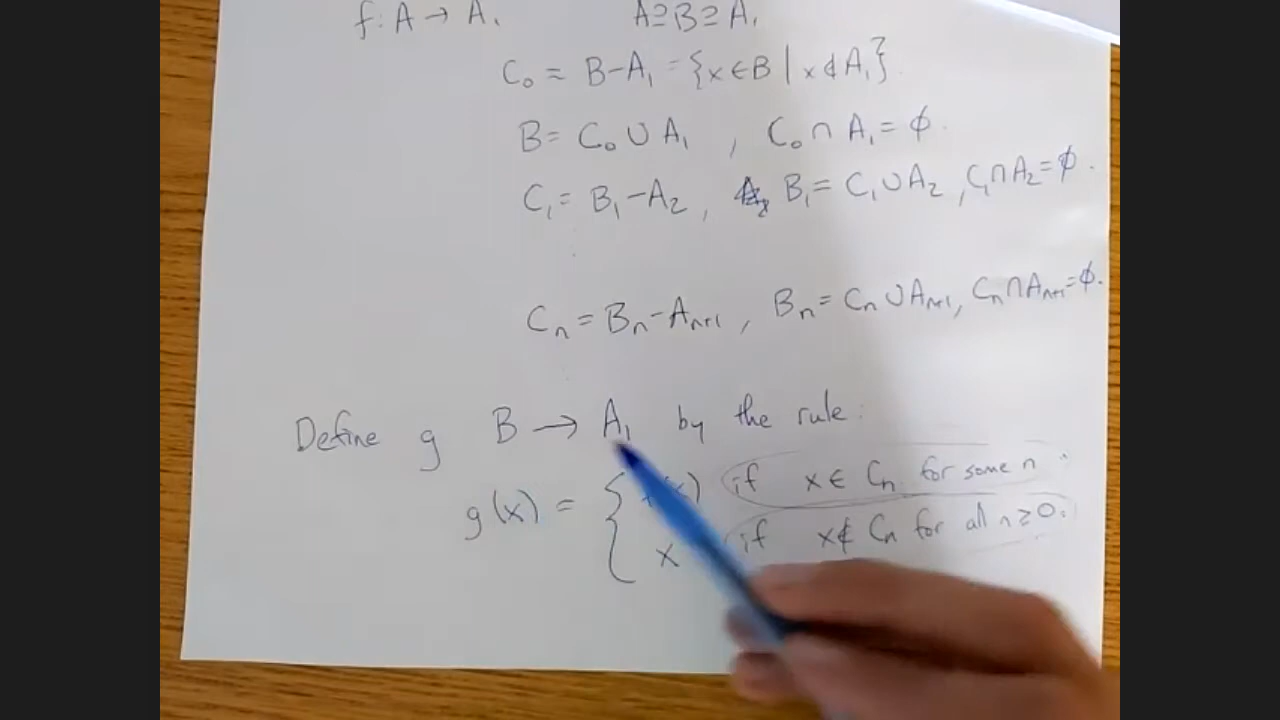 f: A → A₁ A ⊇ B ⊇ A₁
C₀ = B - A₁ = {x ∈ B | x ∉ A₁}.
B = C₀ ∪ A₁ , C₀ ∩ A₁ = ∅.
C₁ = B₁ - A₂ , B₁ = C₁ ∪ A₂ , C₁ ∩ A₂ = ∅.
Cₙ = Bₙ - Aₙ₊₁ , Bₙ = Cₙ ∪ Aₙ₊₁ , Cₙ ∩ Aₙ₊₁ = ∅.
Define g B → A₁ by the rule:
g(x) = { (x) if x ∈ Cₙ for some n
x if x ∉ Cₙ for all n ≥ 0.